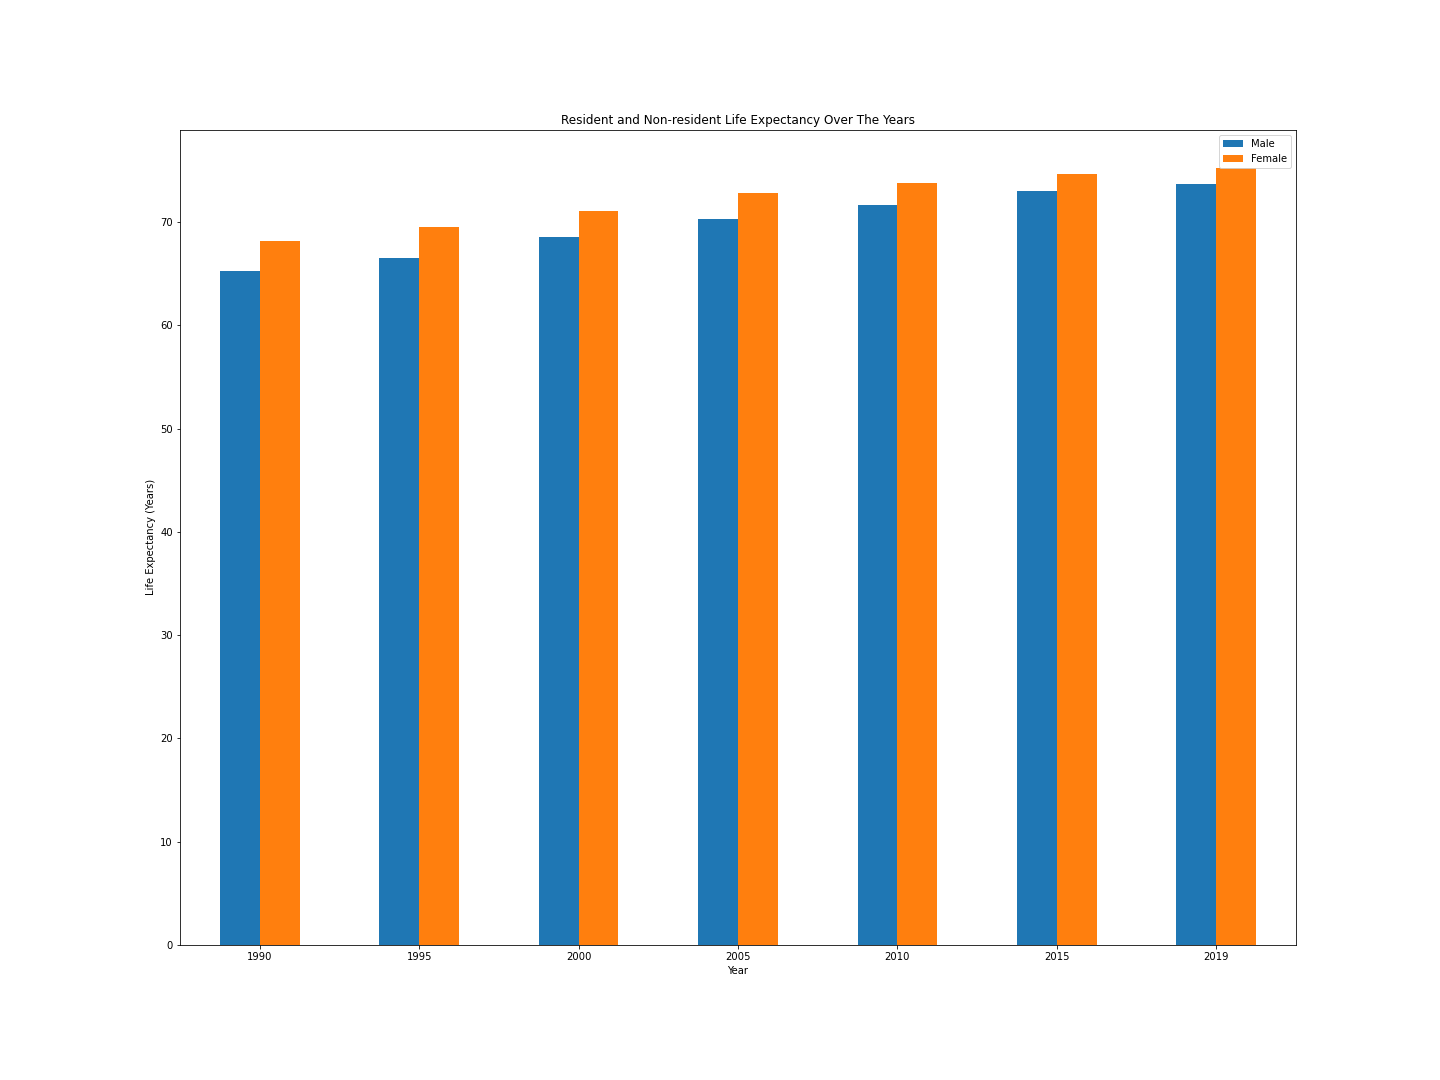 Resident and Non-resident Life Expectancy Over The Years
Male
Female
Life Expectancy (Years)
70
60
50
40
30
20
10
0
1990 1995 2000 2005 2010 2015 2019
Year